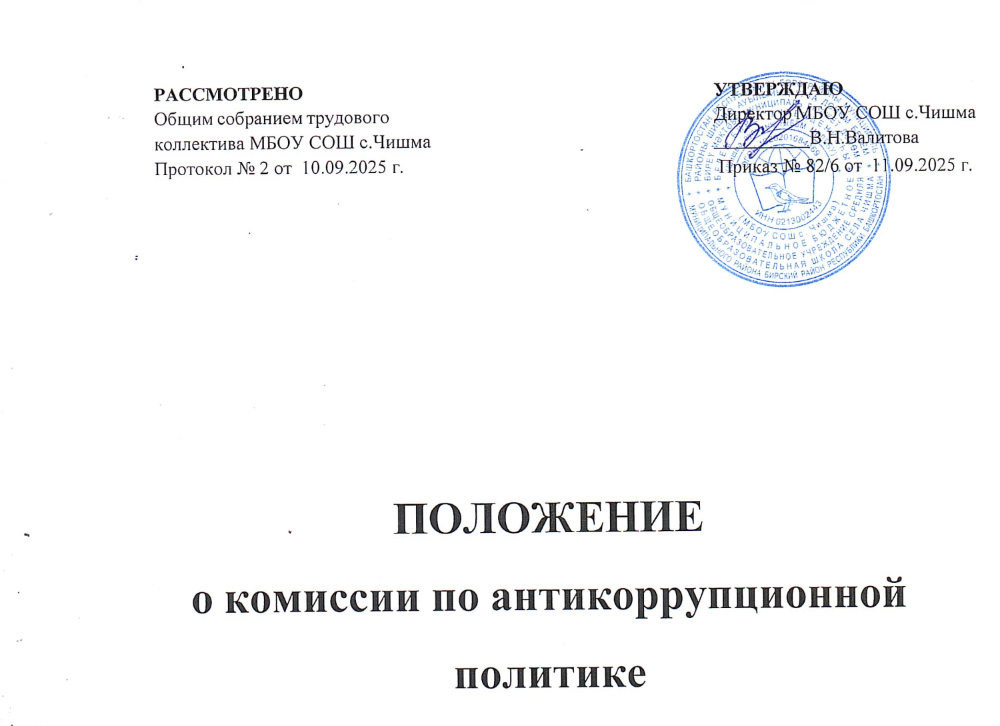 РАССМОТРЕНО
Общим собранием трудового
коллектива МБОУ СОШ с.Чишма
Протокол № 2 от 10.09.2025 г.
УТВЕРЖДАЮ
Директор МБОУ СОШ с.Чишма
В.Н.Валитова
Приказ № 82/6 от 11.09.2025 г.
ИНН 0213002443
(МБОУ СОШ с. Чишма)
МУНИЦИПАЛЬНОЕ БЮДЖЕТНОЕ
ОБЩЕОБРАЗОВАТЕЛЬНОЕ УЧРЕЖДЕНИЕ СРЕДНЯЯ
ОБЩЕОБРАЗОВАТЕЛЬНАЯ ШКОЛА СЕЛА ЧИШМА
МУНИЦИПАЛЬНОГО РАЙОНА БИРСКИЙ РАЙОН РЕСПУБЛИКИ БАШКОРТОСТАН
ПОЛОЖЕНИЕ
о комиссии по антикоррупционной
политике